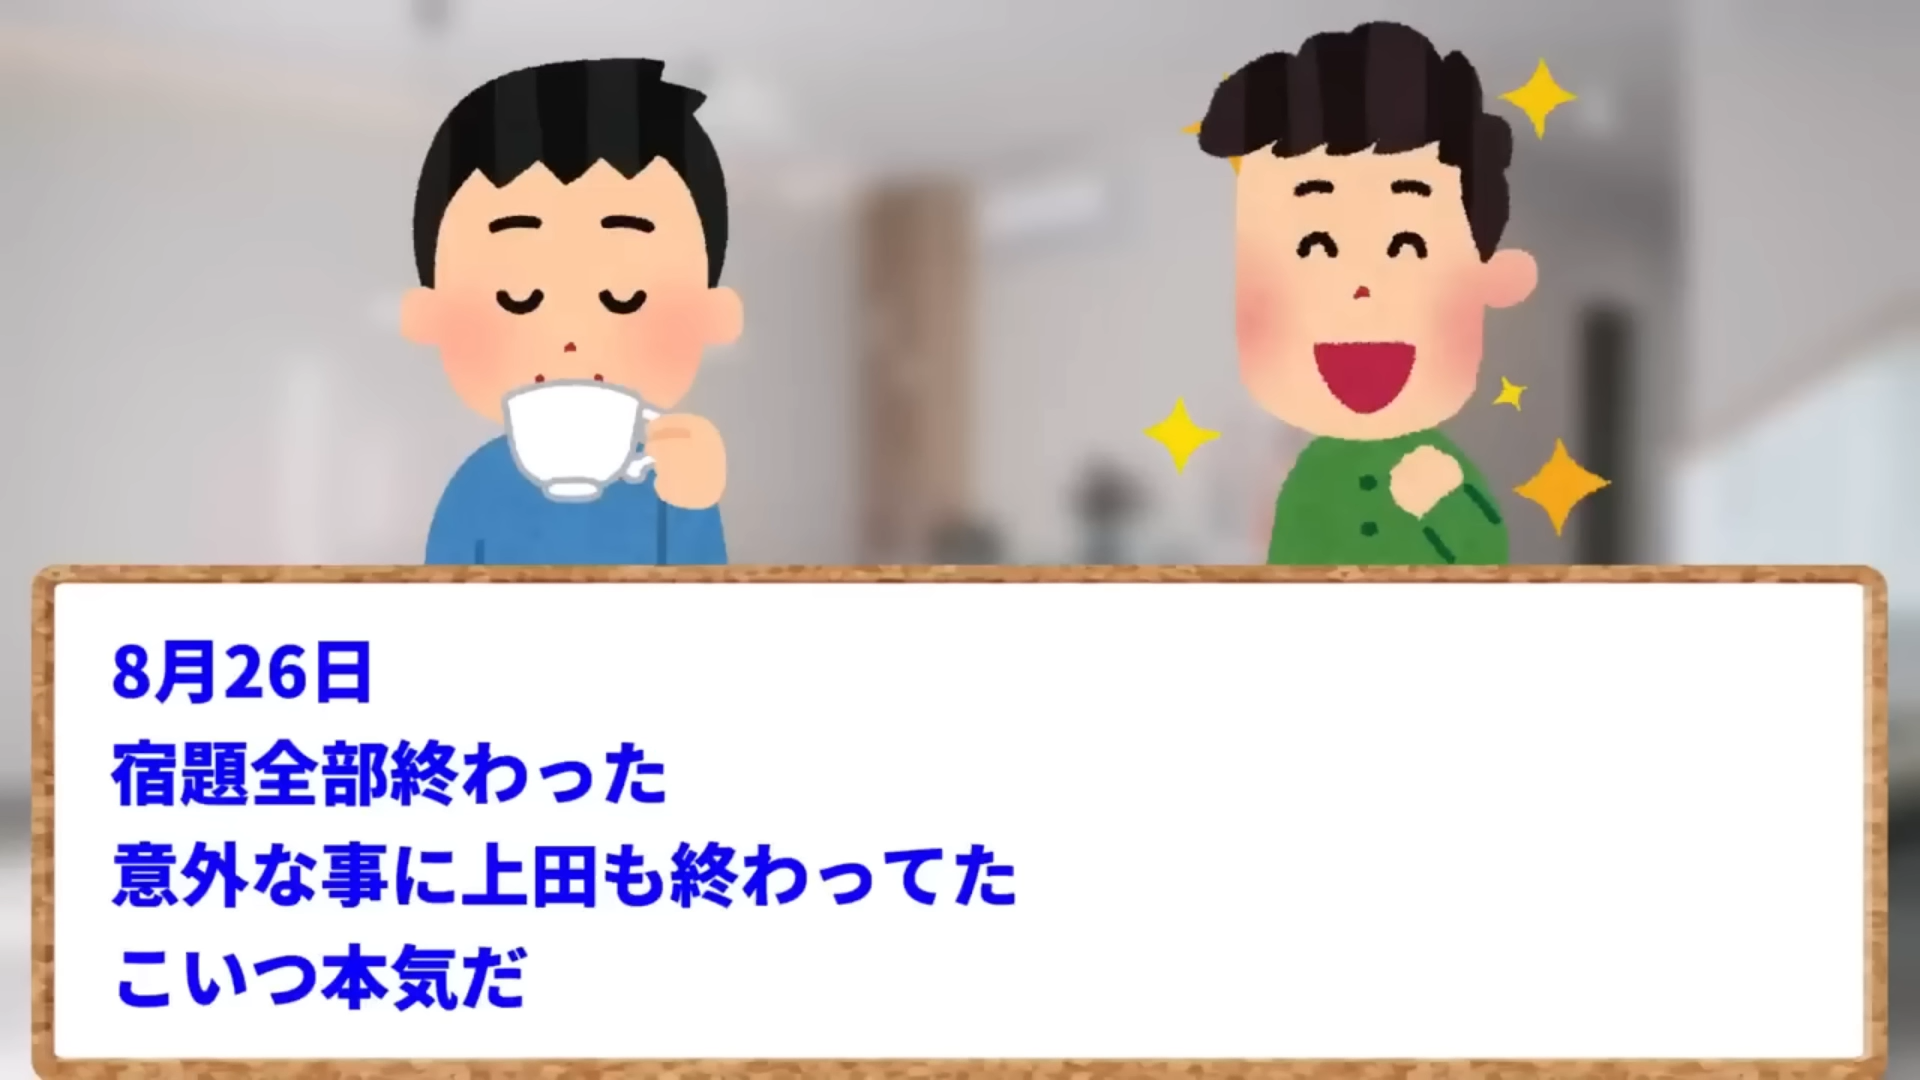 8月26日
宿題全部終わった
意外な事に上田も終わってた
こいつ本気だ